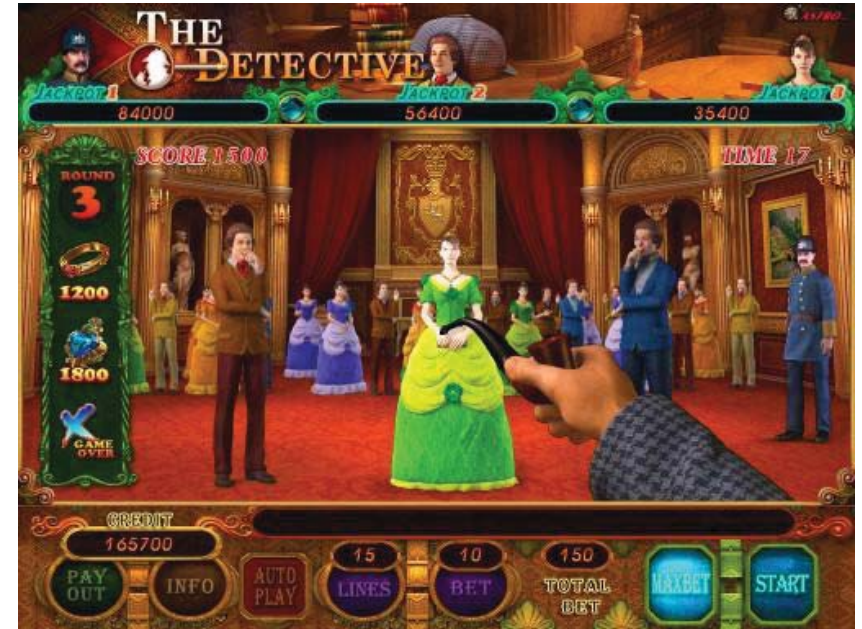 THE
DETECTIVE
ASTRO
JACKPOT 1
JACKPOT 2
JACKPOT 3
84000
56400
35400
SCORE 1500
TIME 17
ROUND
3
1200
1800
X
GAME
OVER
CREDIT
165700
PAY
OUT
INFO
AUTO
PLAY
15
LINES
10
BET
150
TOTAL
BET
MAXBET
START